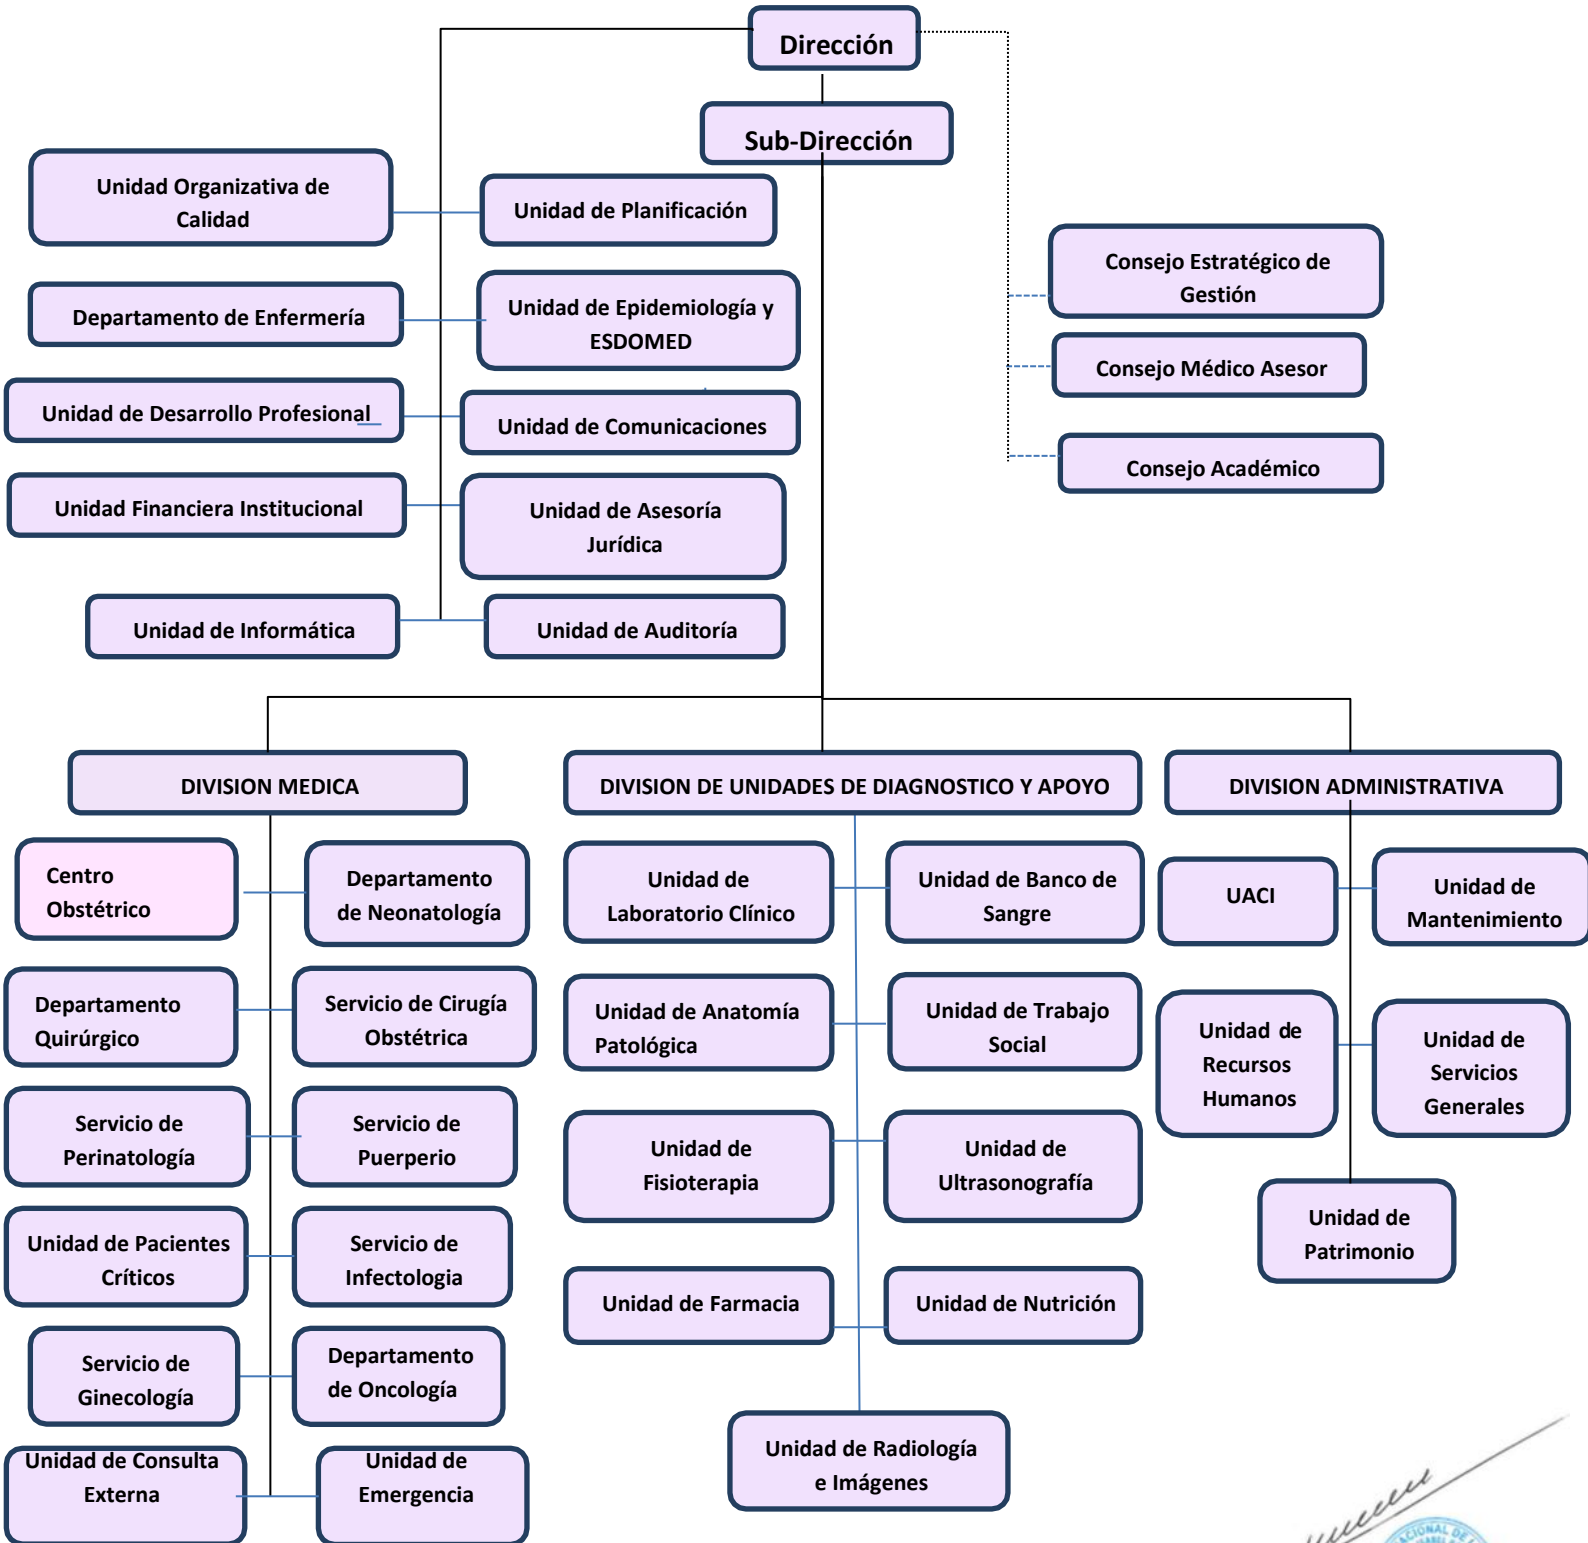 Dirección
Sub-Dirección
Unidad Organizativa de
Calidad
Unidad de Planificación
Departamento de Enfermería
Unidad de Epidemiología y
ESDOMED
Unidad de Desarrollo Profesional
Unidad de Comunicaciones
Unidad Financiera Institucional
Unidad de Asesoría
Jurídica
Unidad de Informática
Unidad de Auditoría
Consejo Estratégico de
Gestión
Consejo Médico Asesor
Consejo Académico
DIVISION MEDICA
Centro
Obstétrico
Departamento
de Neonatología
Departamento
Quirúrgico
Servicio de Cirugía
Obstétrica
Servicio de
Perinatología
Servicio de
Puerperio
Unidad de Pacientes
Críticos
Servicio de
Infectologia
Servicio de
Ginecología
Departamento
de Oncología
Unidad de Consulta
Externa
Unidad de
Emergencia
DIVISION DE UNIDADES DE DIAGNOSTICO Y APOYO
Unidad de
Laboratorio Clínico
Unidad de Banco de
Sangre
Unidad de Anatomía
Patológica
Unidad de Trabajo
Social
Unidad de
Fisioterapia
Unidad de
Ultrasonografía
Unidad de Farmacia
Unidad de Nutrición
Unidad de Radiología
e Imágenes
DIVISION ADMINISTRATIVA
UACI
Unidad de
Mantenimiento
Unidad de
Recursos
Humanos
Unidad de
Servicios
Generales
Unidad de
Patrimonio